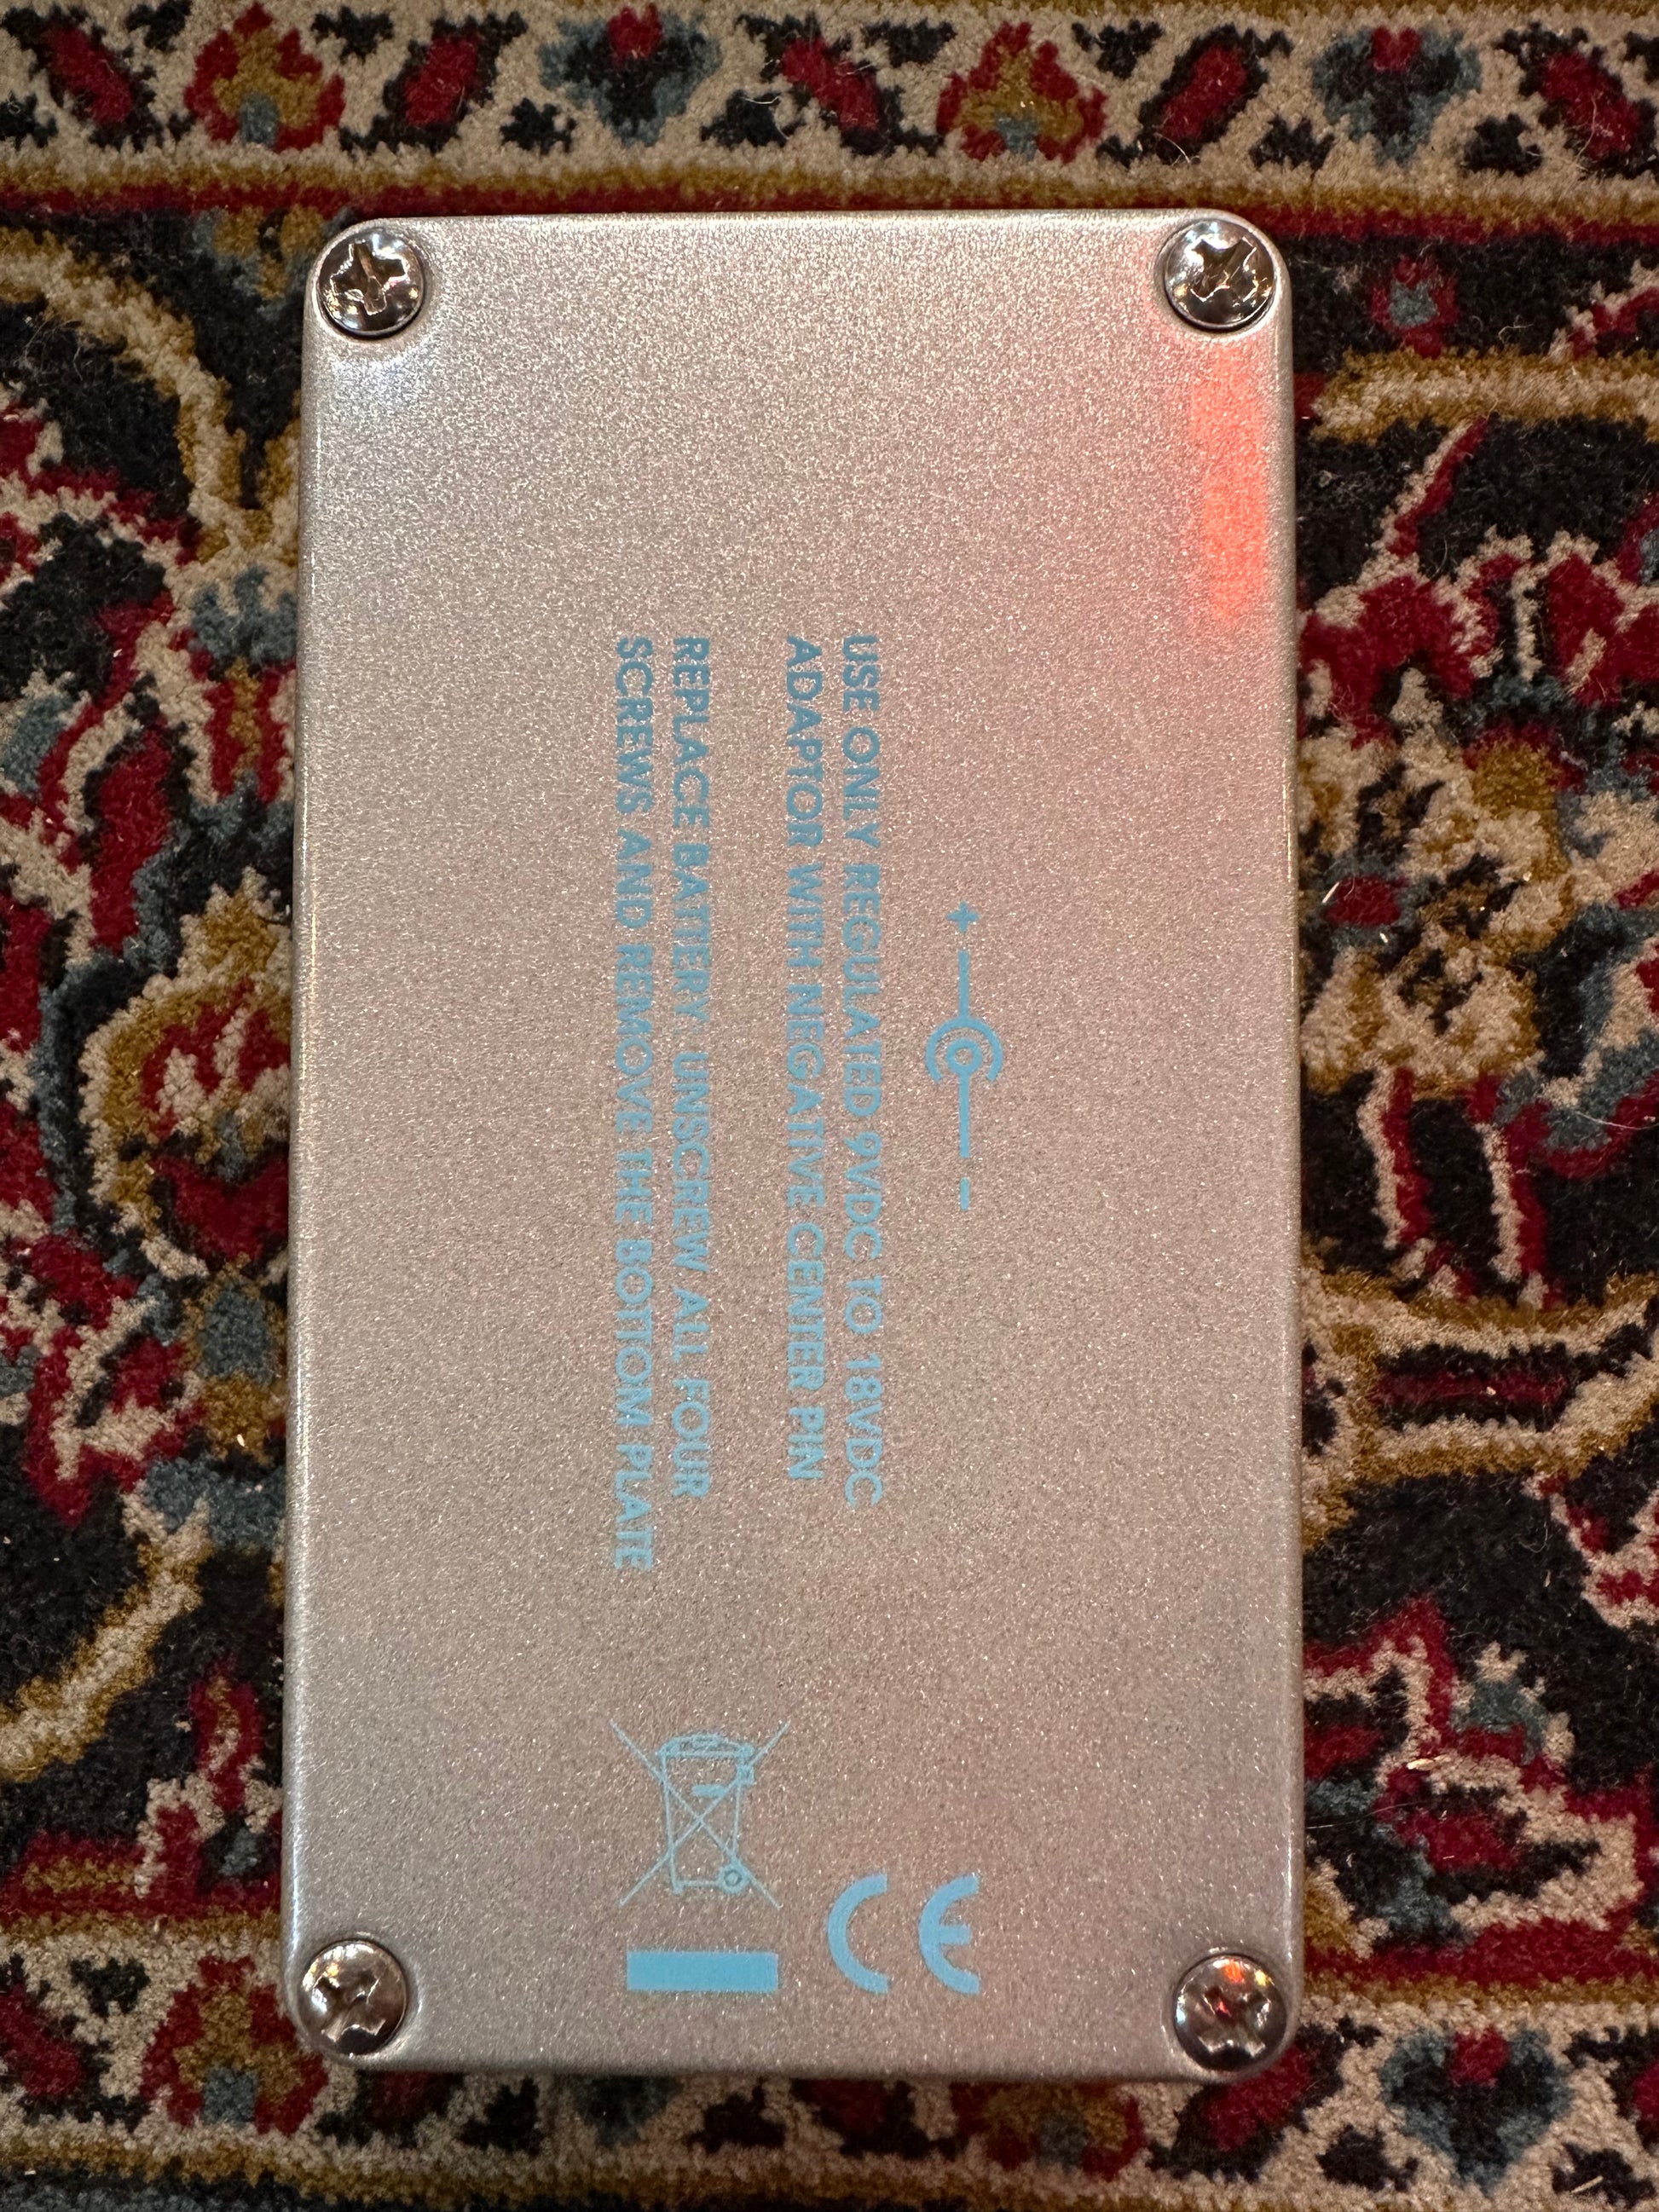 + -
USE ONLY REGULATED 9VDC TO 18VDC
ADAPTOR WITH NEGATIVE CENTER PIN
REPLACE BATTERY: UNSCREW ALL FOUR
SCREWS AND REMOVE THE BOTTOM PLATE
CE